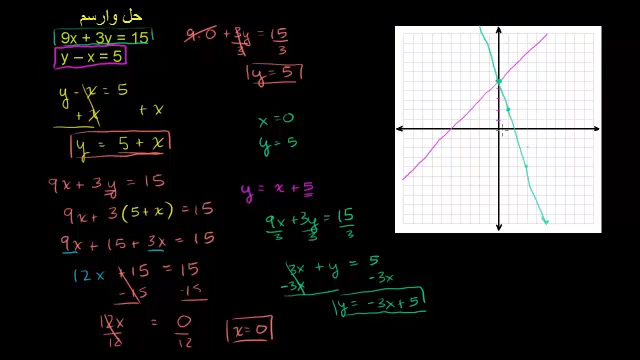 حل وارسم
9x + 3y = 15
y – x = 5
y - x = 5
+ x + x
y = 5 + x
9x + 3y = 15
9x + 3(5+x) = 15
9x + 15 + 3x = 15
12x + 15 = 15
-15 -15
12x = 0
12 12
x = 0
9·0 + 3y = 15
3 3
y = 5
x = 0
y = 5
y = x + 5
9x + 3y = 15
3 3 3
3x + y = 5
-3x -3x
y = -3x + 5